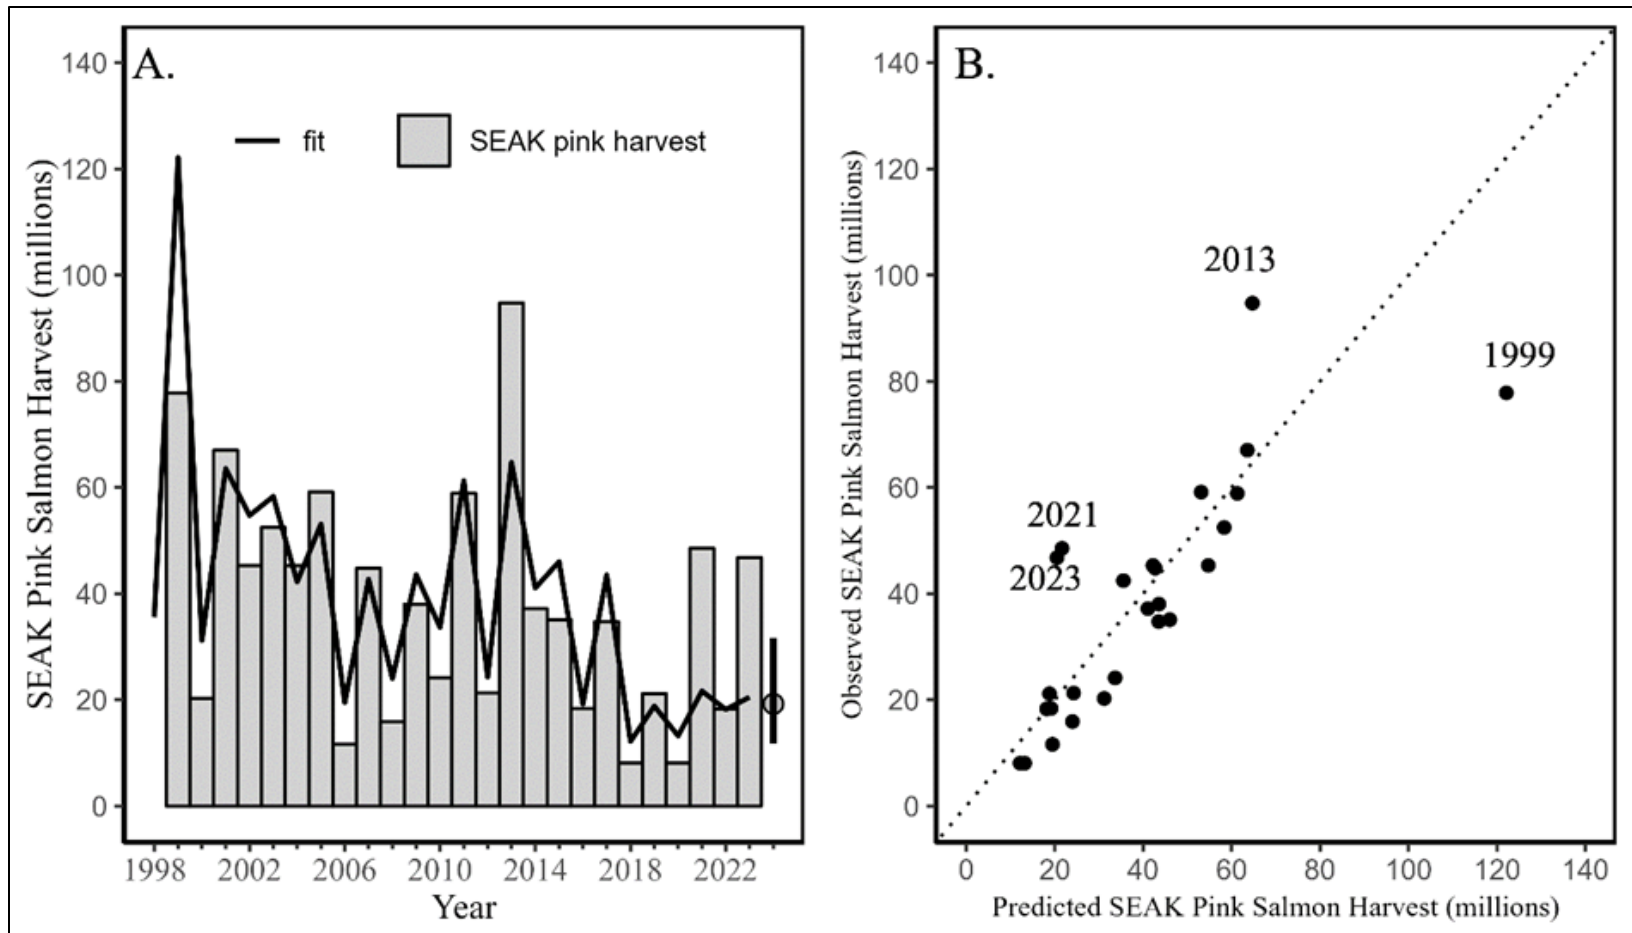 A.
fit
SEAK pink harvest
SEAK Pink Salmon Harvest (millions)
140
120
100
80
60
40
20
0
1998 2002 2006 2010 2014 2018 2022
Year
B.
2013
1999
2021
2023
Observed SEAK Pink Salmon Harvest (millions)
140
120
100
80
60
40
20
0
0 20 40 60 80 100 120 140
Predicted SEAK Pink Salmon Harvest (millions)